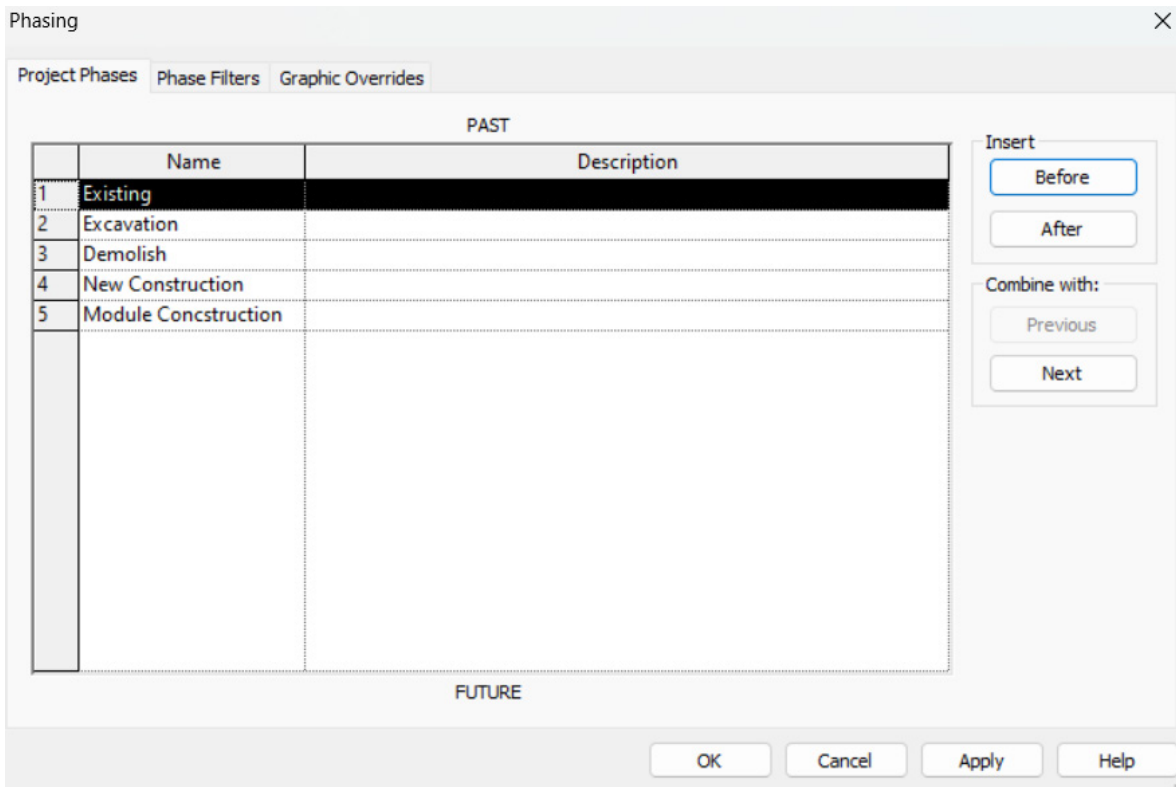 Phasing
Project Phases Phase Filters Graphic Overrides
PAST
Name Description
1 Existing
2 Excavation
3 Demolish
4 New Construction
5 Module Concstruction
FUTURE
Insert
Before
After
Combine with:
Previous
Next
OK Cancel Apply Help